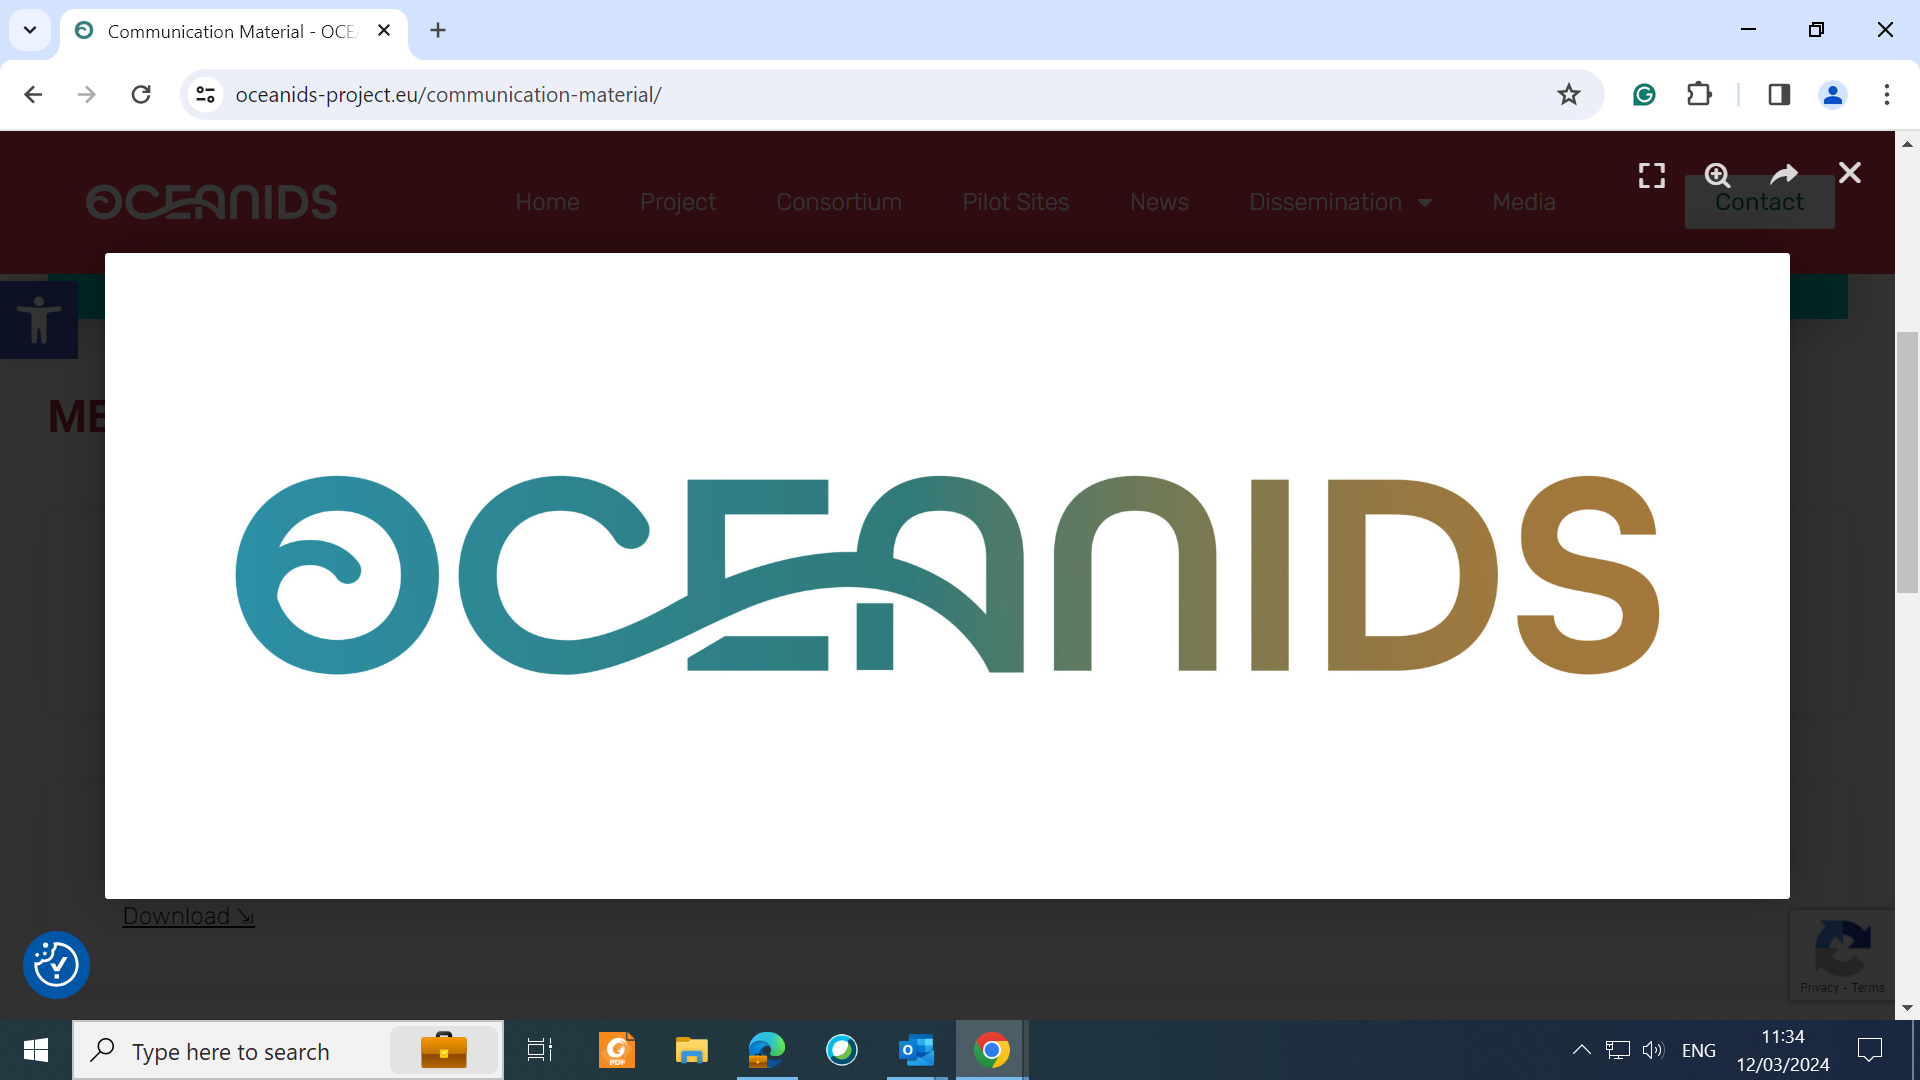 Communication Material - OCE
oceanids-project.eu/communication-material/
OCEANIDS
Home
Project
Consortium
Pilot Sites
News
Dissemination
Media
Contact
ME
OCEANIDS
Download ⇲
Privacy - Terms
Type here to search
PDF
ENG
11:34
12/03/2024